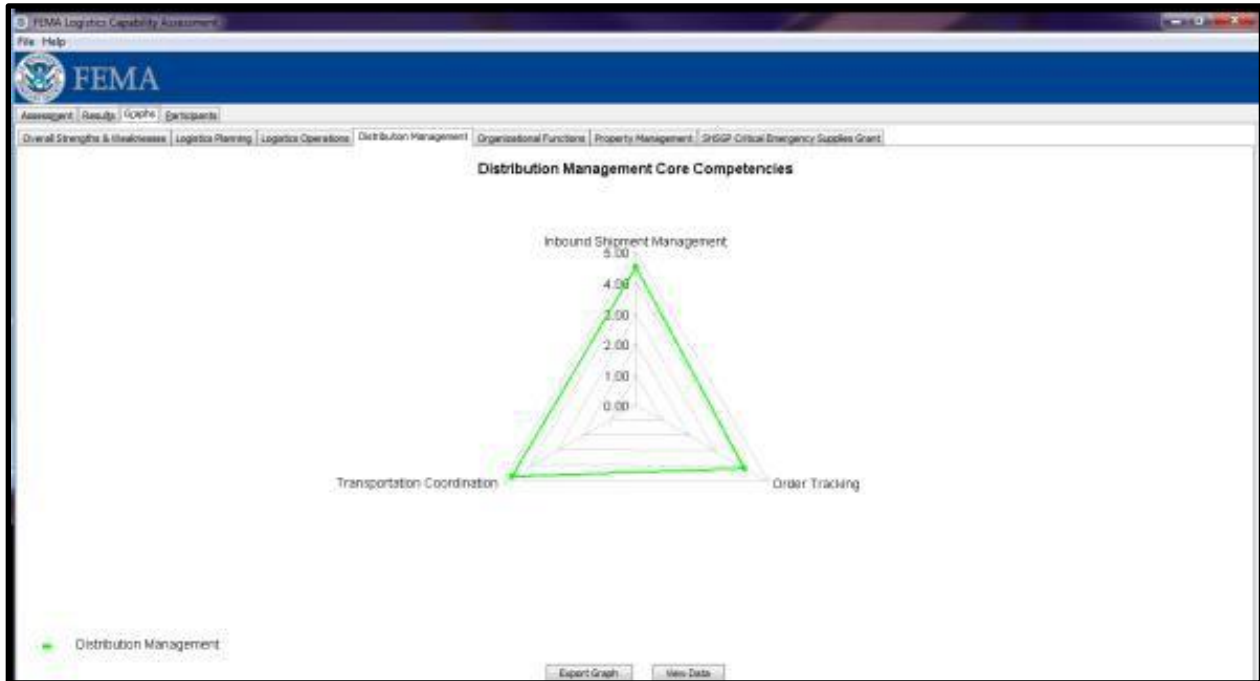 FEMA Logistics Capability Assessment
File Help
FEMA
Assessment Results Graphs Participants
Overall Strengths & Weaknesses Logistics Planning Logistics Operations Distribution Management Organizational Functions Property Management SHSGP Critical Emergency Supplies Grant
Distribution Management Core Competencies
Inbound Shipment Management
5.00
4.00
3.00
2.00
1.00
0.00
Transportation Coordination
Order Tracking
Distribution Management
Export Graph View Data